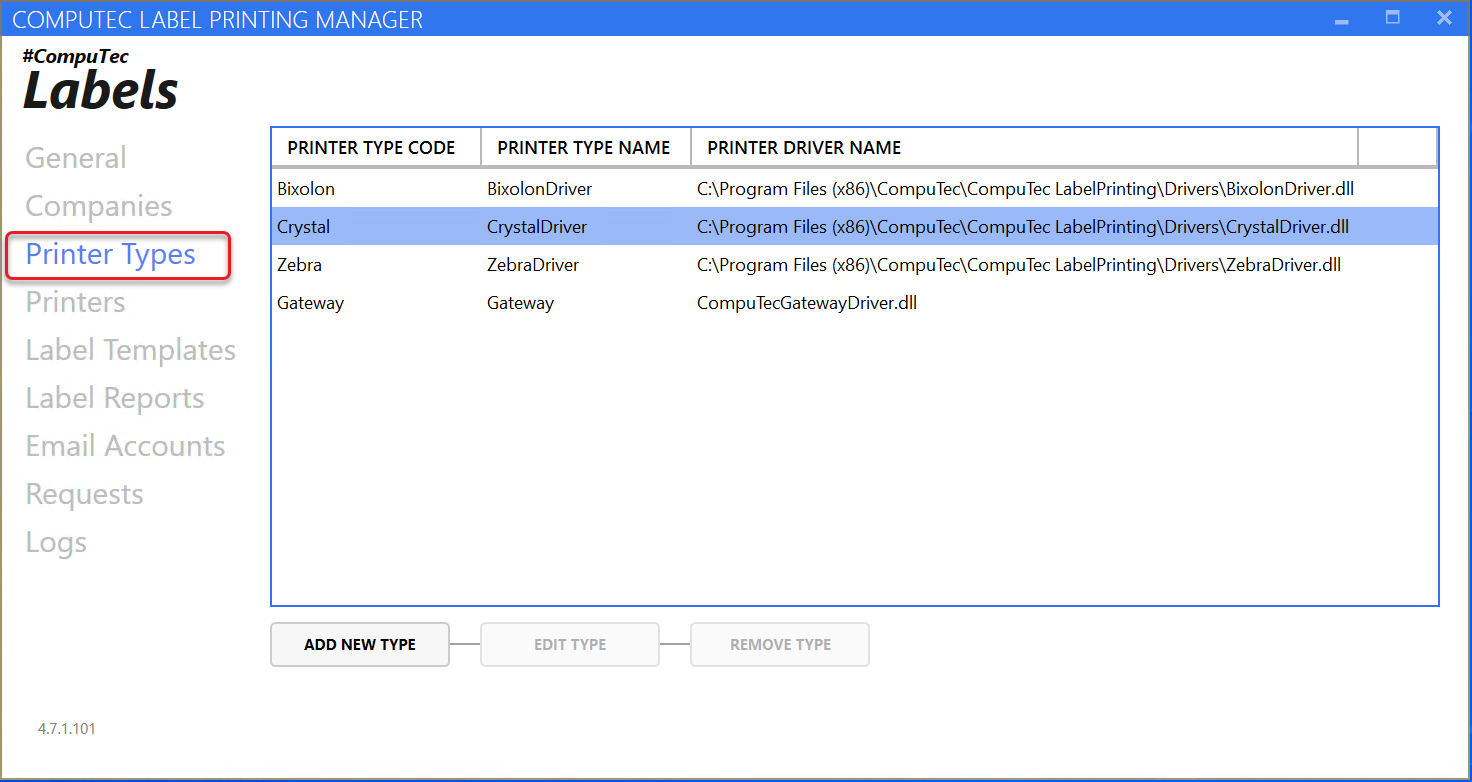 COMPUTEC LABEL PRINTING MANAGER
#CompuTec
Labels
General
Companies
Printer Types
Printers
Label Templates
Label Reports
Email Accounts
Requests
Logs
PRINTER TYPE CODE PRINTER TYPE NAME PRINTER DRIVER NAME
Bixolon BixolonDriver C:\Program Files (x86)\CompuTec\CompuTec LabelPrinting\Drivers\BixolonDriver.dll
Crystal CrystalDriver C:\Program Files (x86)\CompuTec\CompuTec LabelPrinting\Drivers\CrystalDriver.dll
Zebra ZebraDriver C:\Program Files (x86)\CompuTec\CompuTec LabelPrinting\Drivers\ZebraDriver.dll
Gateway Gateway CompuTecGatewayDriver.dll
ADD NEW TYPE EDIT TYPE REMOVE TYPE
4.7.1.101